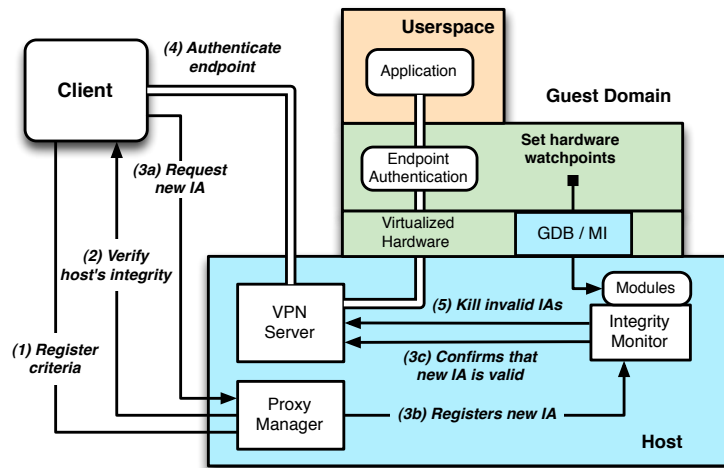 Userspace
Application
(4) Authenticate
endpoint
Client
Guest Domain
Set hardware
watchpoints
Endpoint
Authentication
(3a) Request
new IA
Virtualized
Hardware
GDB / MI
(2) Verify
host's integrity
Modules
VPN
Server
(5) Kill invalid IAs
Integrity
Monitor
(1) Register
criteria
(3c) Confirms that
new IA is valid
Proxy
Manager
(3b) Registers new IA
Host